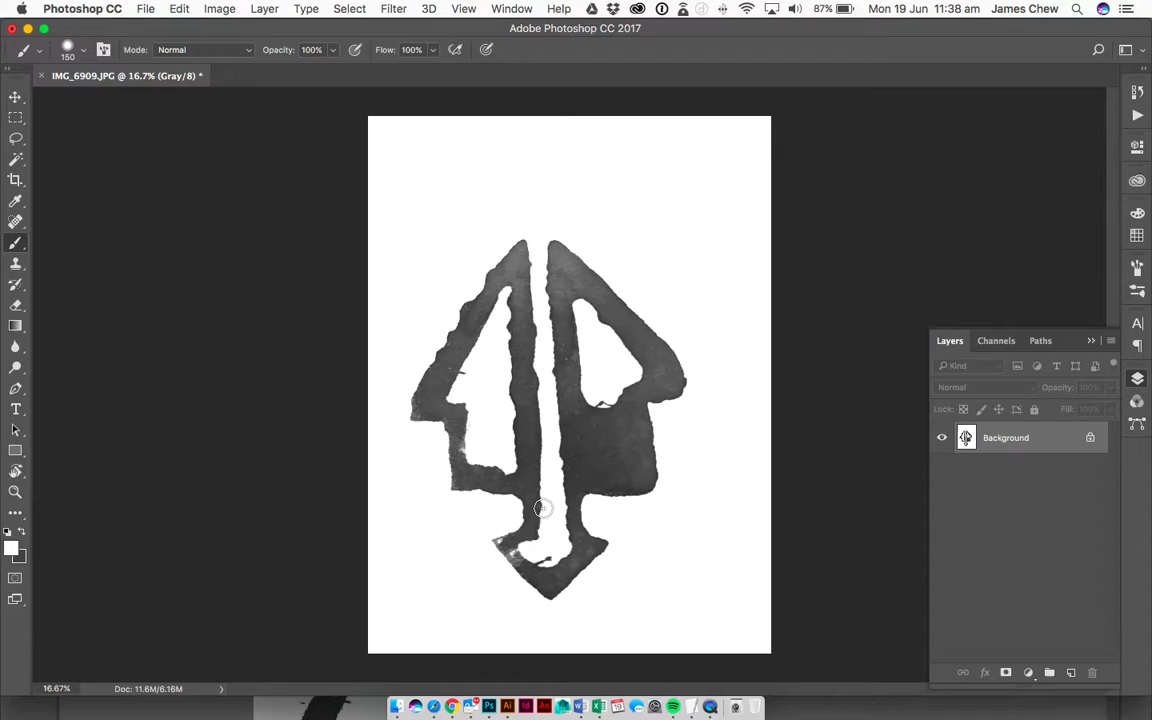 Photoshop CC File Edit Image Layer Type Select Filter 3D View Window Help 87% Mon 19 Jun 11:38 am James Chew
Adobe Photoshop CC 2017
150 Mode: Normal Opacity: 100% Flow: 100%
IMG_6909.JPG @ 16.7% (Gray/8) *
Layers Channels Paths
Kind
Normal Opacity: 100%
Lock: Fill: 100%
Background
16.67% Doc: 11.6M/6.16M